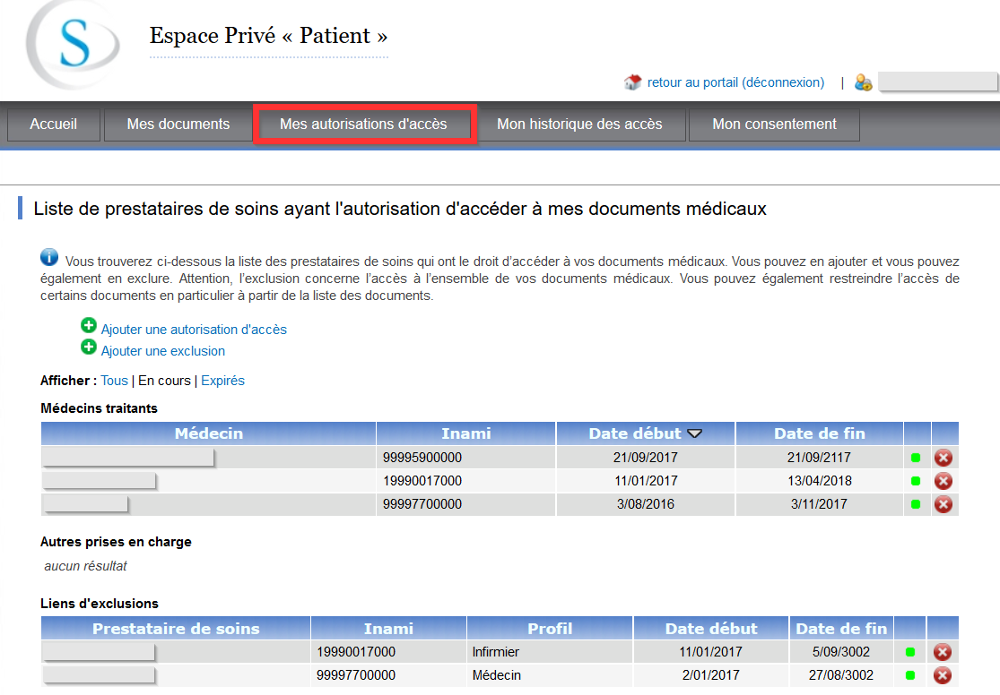 S
Espace Privé « Patient »
retour au portail (déconnexion) |
Accueil Mes documents Mes autorisations d'accès Mon historique des accès Mon consentement
Liste de prestataires de soins ayant l'autorisation d'accéder à mes documents médicaux
Vous trouverez ci-dessous la liste des prestataires de soins qui ont le droit d'accéder à vos documents médicaux. Vous pouvez en ajouter et vous pouvez
également en exclure. Attention, l'exclusion concerne l'accès à l'ensemble de vos documents médicaux. Vous pouvez également restreindre l'accès de
certains documents en particulier à partir de la liste des documents.
Ajouter une autorisation d'accès
Ajouter une exclusion
Afficher : Tous | En cours | Expirés
Médecins traitants
Médecin Inami Date début Date de fin
99995900000 21/09/2017 21/09/2117
19990017000 11/01/2017 13/04/2018
99997700000 3/08/2016 3/11/2017
Autres prises en charge
aucun résultat
Liens d'exclusions
Prestataire de soins Inami Profil Date début Date de fin
19990017000 Infirmier 11/01/2017 5/09/3002
99997700000 Médecin 2/01/2017 27/08/3002